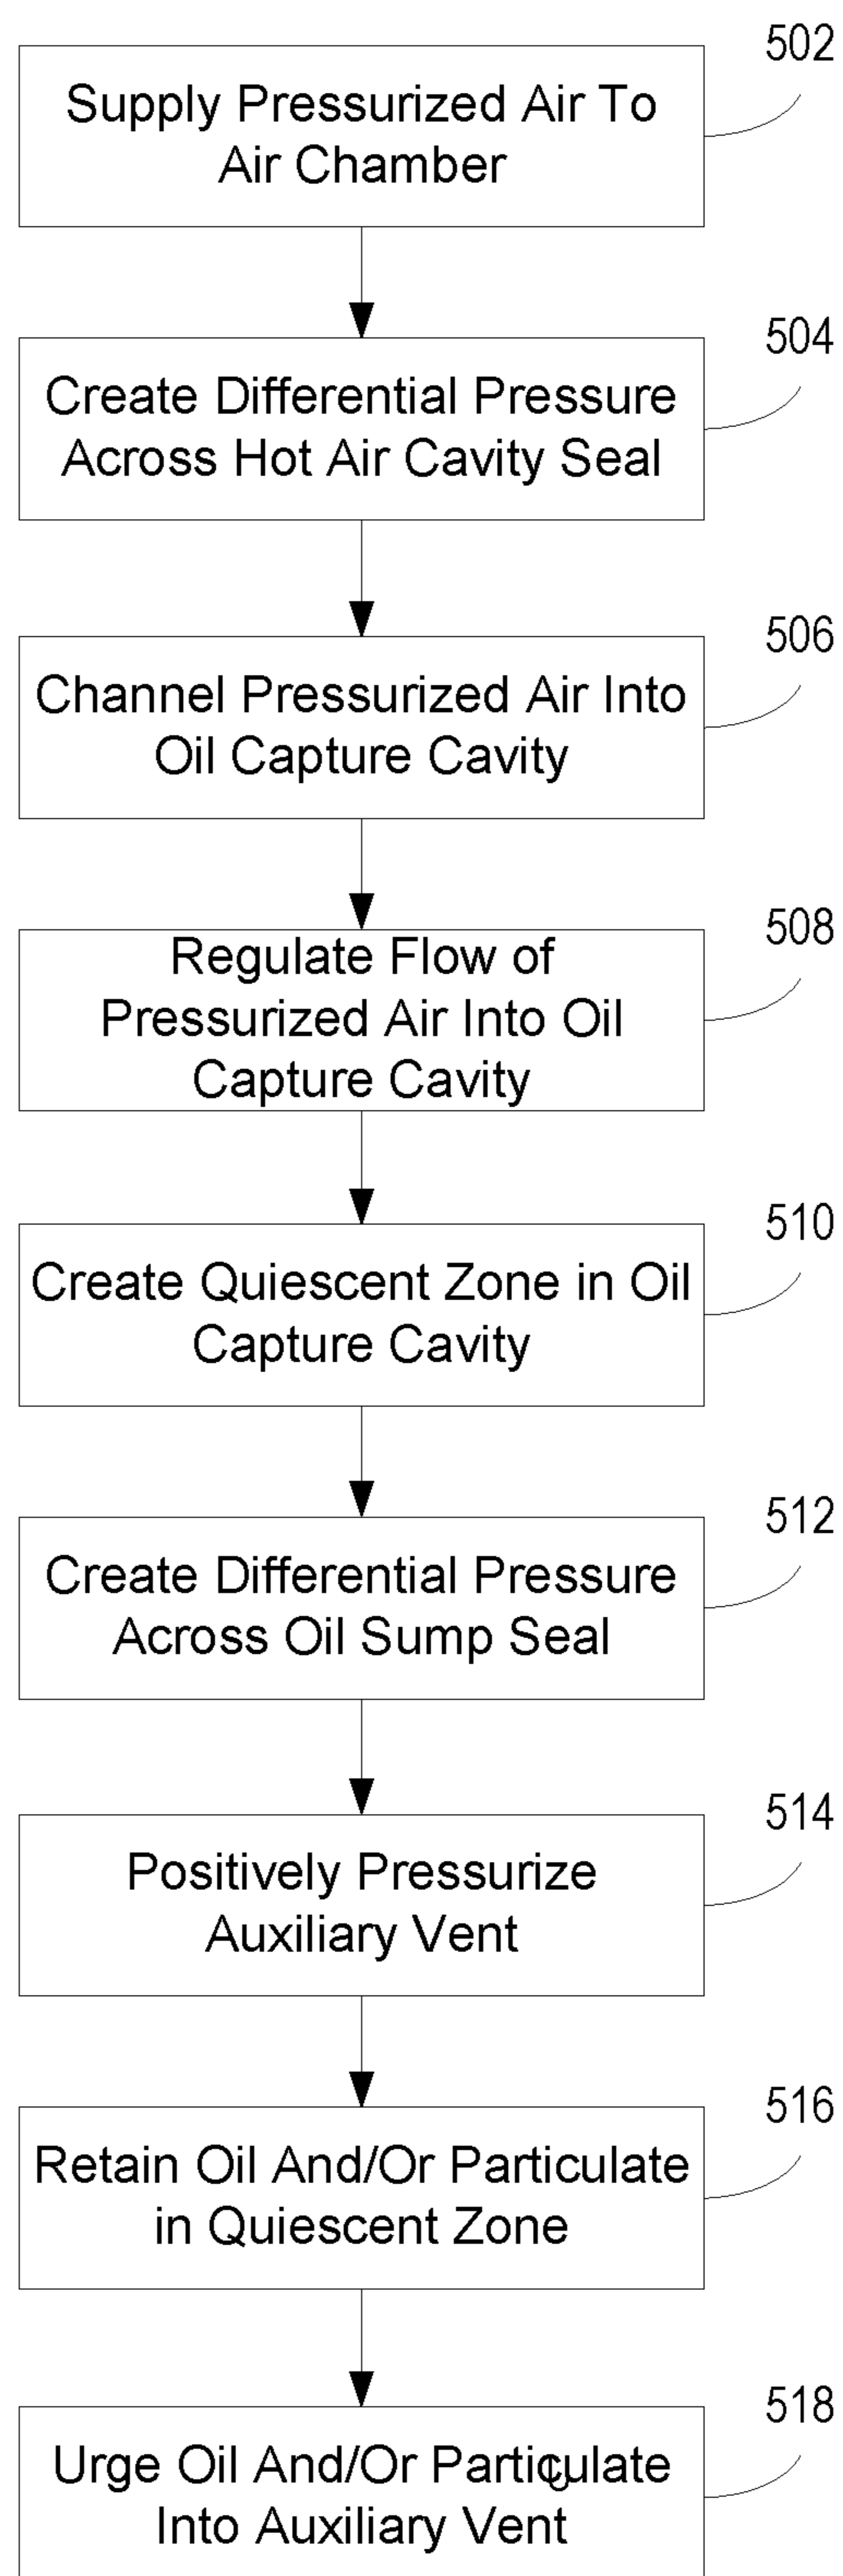 502
Supply Pressurized Air To
Air Chamber
504
Create Differential Pressure
Across Hot Air Cavity Seal
506
Channel Pressurized Air Into
Oil Capture Cavity
508
Regulate Flow of
Pressurized Air Into Oil
Capture Cavity
510
Create Quiescent Zone in Oil
Capture Cavity
512
Create Differential Pressure
Across Oil Sump Seal
514
Positively Pressurize
Auxiliary Vent
516
Retain Oil And/Or Particulate
in Quiescent Zone
518
Urge Oil And/Or Particulate
Into Auxiliary Vent